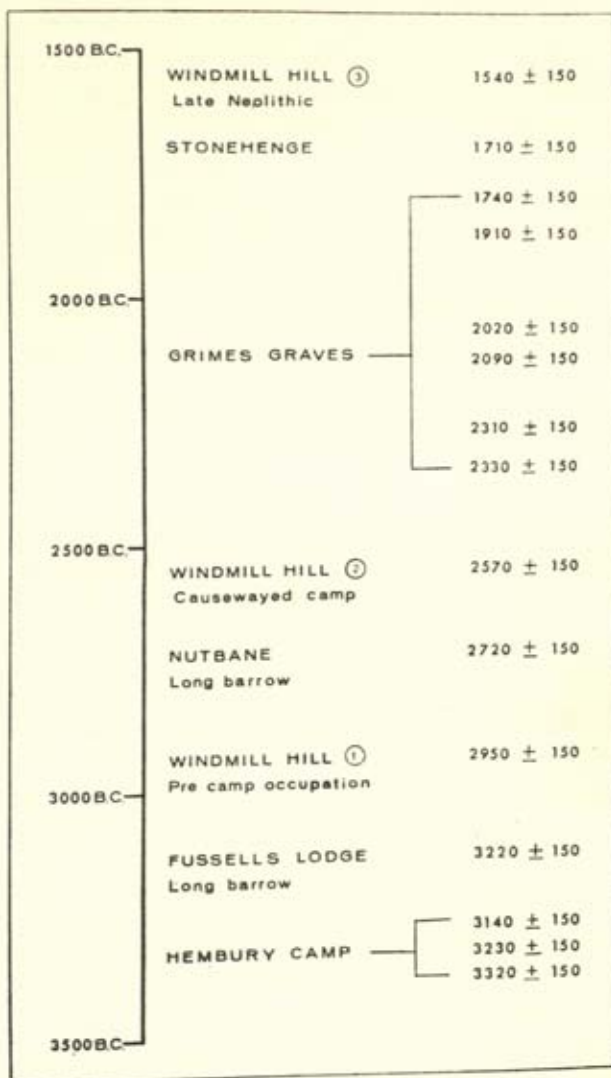 1500 B.C.
WINDMILL HILL ③ 1540 ± 150
Late Neolithic
STONEHENGE 1710 ± 150
1740 ± 150
1910 ± 150
2000 B.C.
2020 ± 150
GRIMES GRAVES 2090 ± 150
2310 ± 150
2330 ± 150
2500 B.C.
WINDMILL HILL ② 2570 ± 150
Causewayed camp
NUTBANE 2720 ± 150
Long barrow
WINDMILL HILL ① 2950 ± 150
Pre camp occupation
3000 B.C.
FUSSELLS LODGE 3220 ± 150
Long barrow
3140 ± 150
HEMBURY CAMP 3230 ± 150
3320 ± 150
3500 B.C.